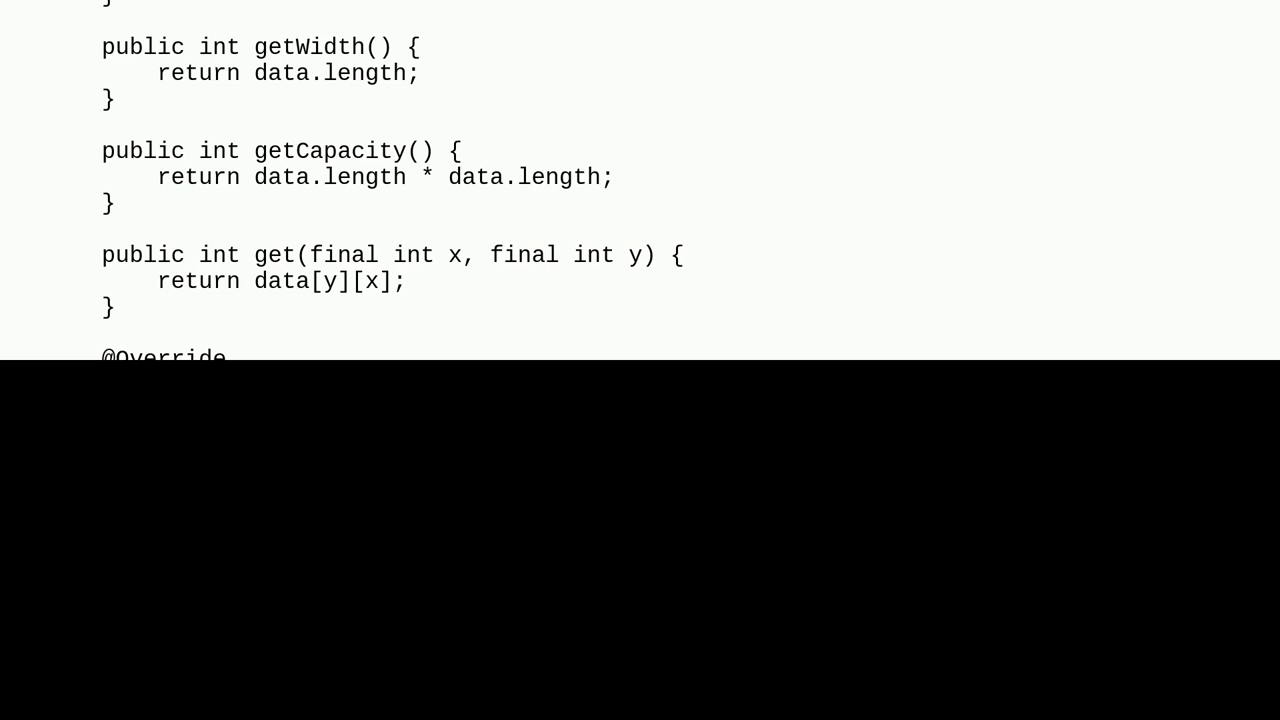 }
public int getWidth() {
return data.length;
}
public int getCapacity() {
return data.length * data.length;
}
public int get(final int x, final int y) {
return data[y][x];
}
@Override